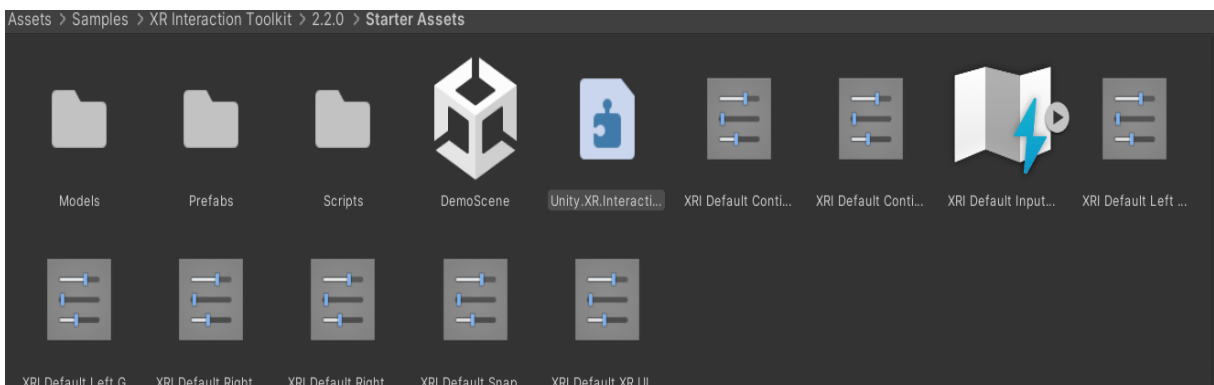 Assets > Samples > XR Interaction Toolkit > 2.2.0 > Starter Assets
Models Prefabs Scripts DemoScene Unity.XR.Interacti... XRI Default Conti... XRI Default Conti... XRI Default Input... XRI Default Left ...
XRI Default Left G... XRI Default Right ... XRI Default Right ... XRI Default Snap ... XRI Default XR UI ...